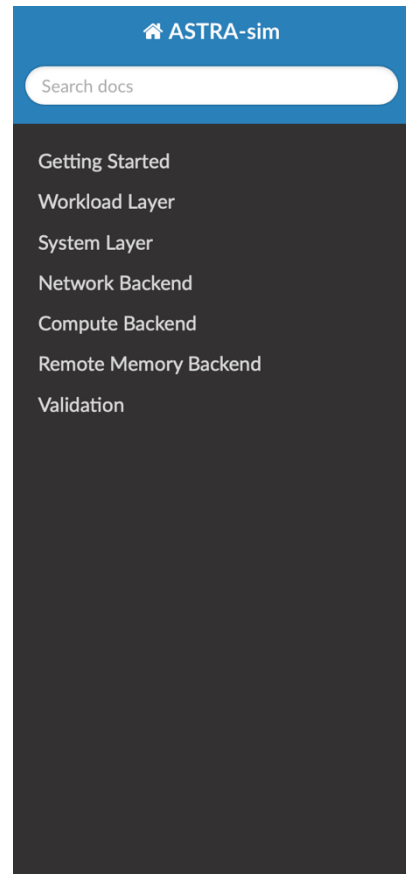 ASTRA-sim
Search docs
Getting Started
Workload Layer
System Layer
Network Backend
Compute Backend
Remote Memory Backend
Validation